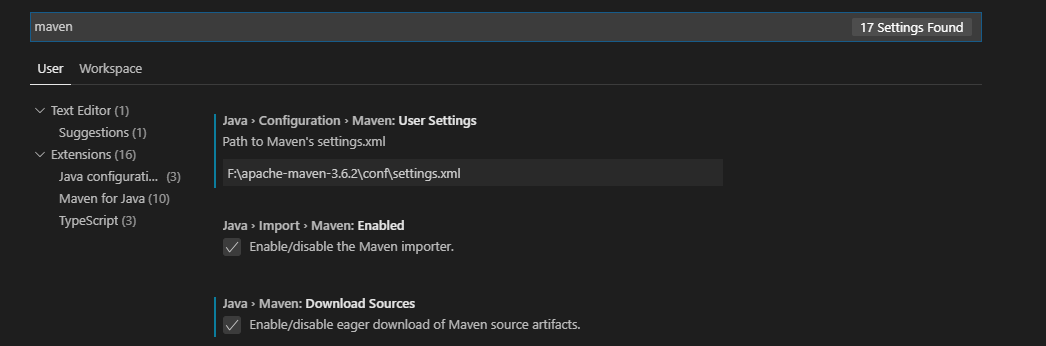 maven
17 Settings Found
User
Workspace
Text Editor (1)
Suggestions (1)
Extensions (16)
Java configurati... (3)
Maven for Java (10)
TypeScript (3)
Java › Configuration › Maven: User Settings
Path to Maven's settings.xml
F:\apache-maven-3.6.2\conf\settings.xml
Java › Import › Maven: Enabled
Enable/disable the Maven importer.
Java › Maven: Download Sources
Enable/disable eager download of Maven source artifacts.